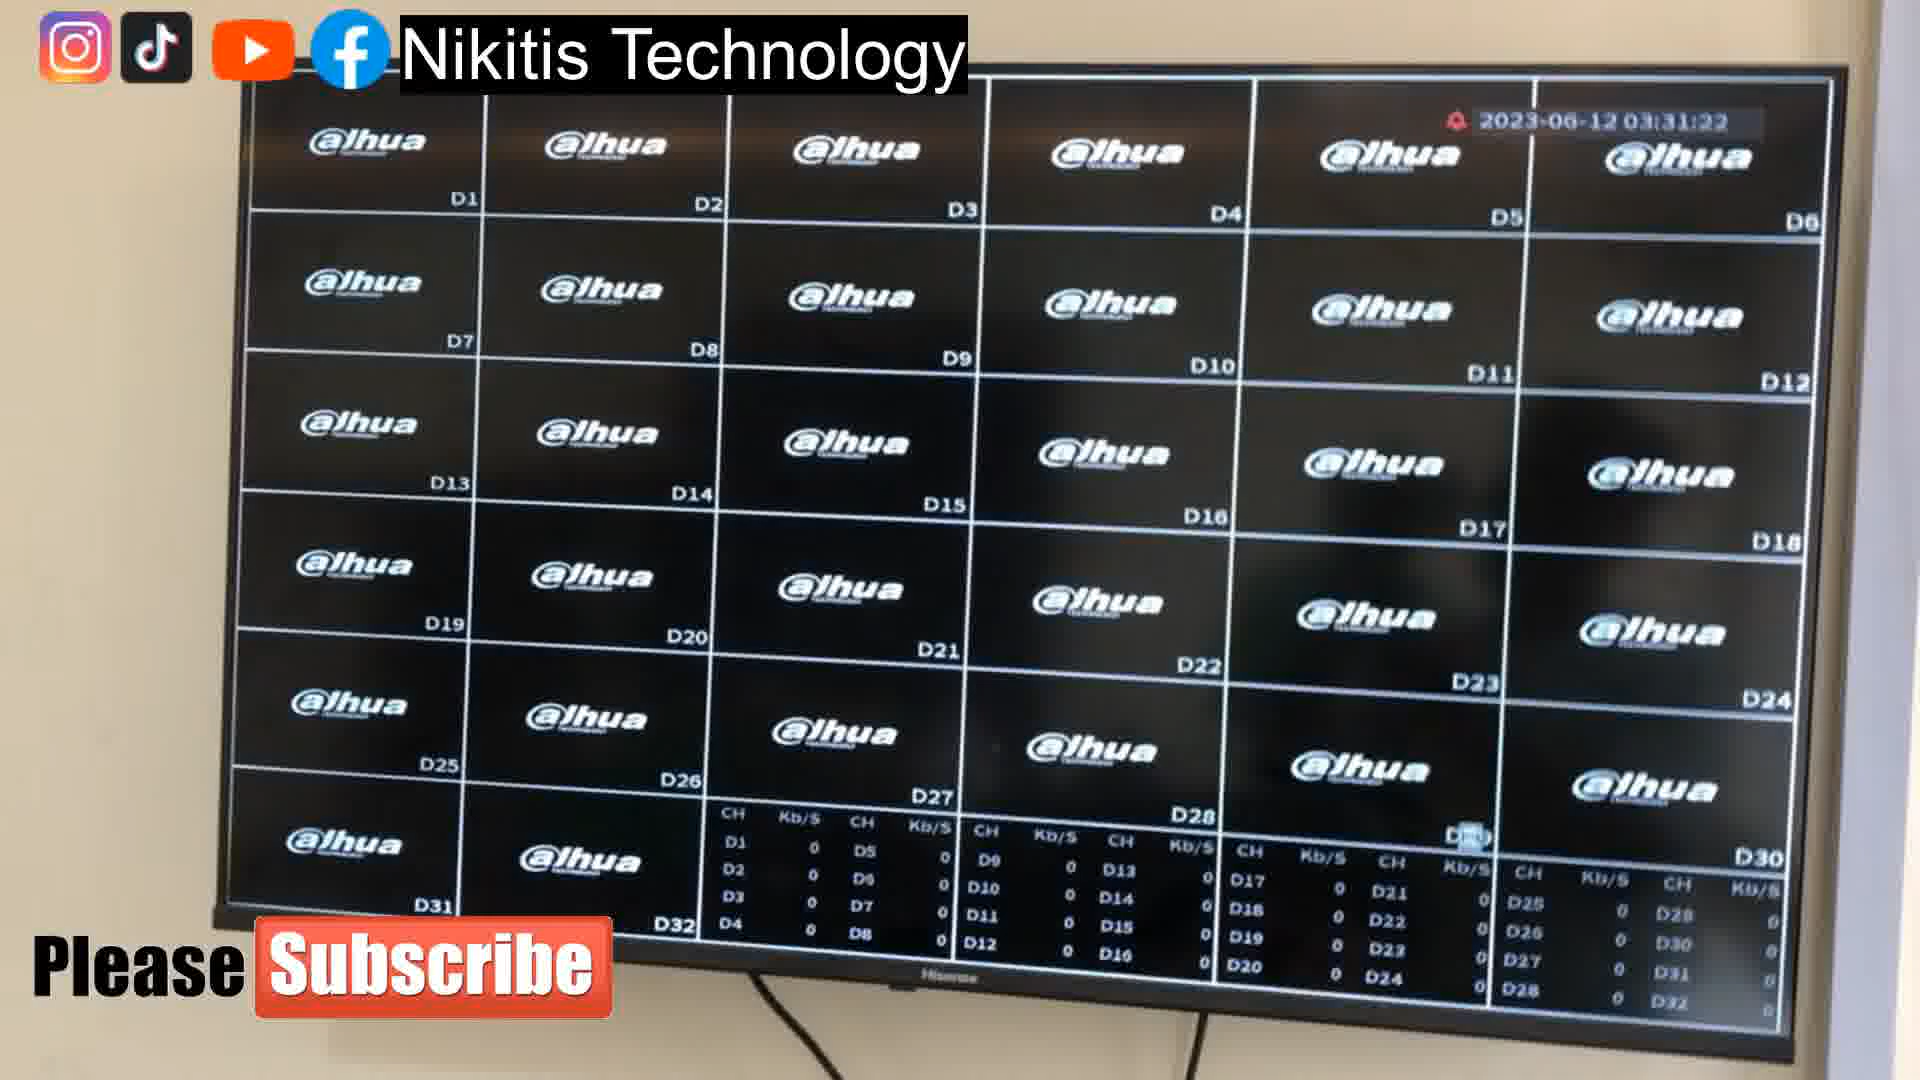 Nikitis Technology
2023-06-12 03:31:22
alhua alhua alhua alhua alhua alhua
TECHNOLOGY
D1 D2 D3 D4 D5 D6
alhua alhua alhua alhua alhua alhua
D7 D8 D9 D10 D11 D12
alhua alhua alhua alhua alhua alhua
D13 D14 D15 D16 D17 D18
alhua alhua alhua alhua alhua alhua
D19 D20 D21 D22 D23 D24
alhua alhua alhua alhua alhua alhua
D25 D26 D27 D28 D30
alhua alhua
D31 D32
CH Kb/S CH Kb/S CH Kb/S CH Kb/S CH Kb/S CH Kb/S CH Kb/S CH Kb/S
D1 0 D5 0 D9 0 D13 0 D17 0 D21 0 D25 0 D29 0
D2 0 D6 0 D10 0 D14 0 D18 0 D22 0 D26 0 D30 0
D3 0 D7 0 D11 0 D15 0 D19 0 D23 0 D27 0 D31 0
D4 0 D8 0 D12 0 D16 0 D20 0 D24 0 D28 0 D32 0
Hisense
Please Subscribe